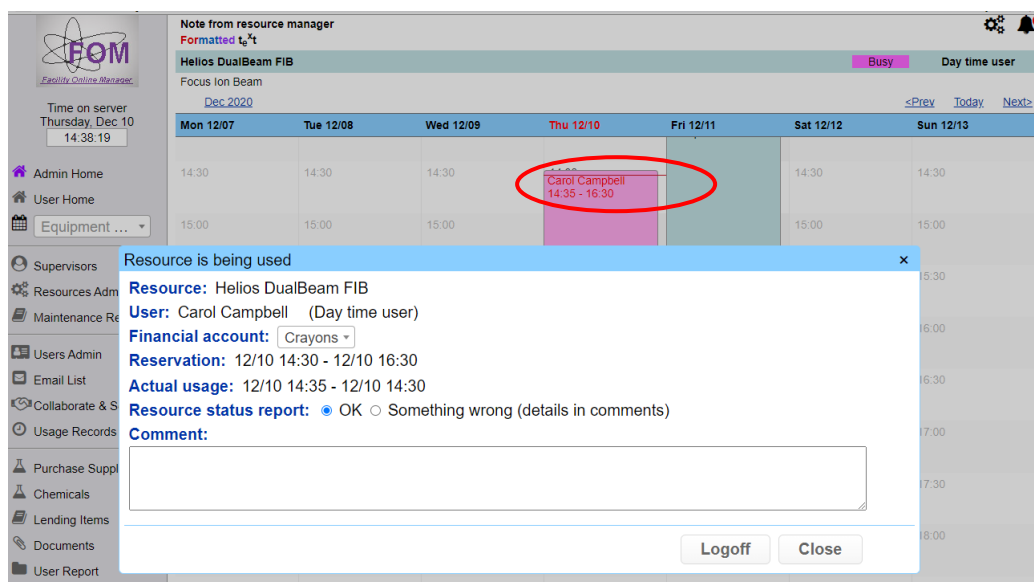 FOM
Facility Online Manager
Time on server
Thursday, Dec 10
14:38:19
Admin Home
User Home
Equipment ...
Supervisors
Resources Adm
Maintenance Re
Users Admin
Email List
Collaborate & S
Usage Records
Purchase Suppl
Chemicals
Lending Items
Documents
User Report
Note from resource manager
Formatted text
Helios DualBeam FIB Busy Day time user
Focus Ion Beam
Dec 2020 <Prev Today Next>
Mon 12/07 Tue 12/08 Wed 12/09 Thu 12/10 Fri 12/11 Sat 12/12 Sun 12/13
14:30 14:30 14:30 14:30 14:30
Carol Campbell
14:35 - 16:30
15:00 15:00 15:00 15:00 15:00
15:30
16:00
16:30
17:00
17:30
18:00
Resource is being used ×
Resource: Helios DualBeam FIB
User: Carol Campbell (Day time user)
Financial account: Crayons
Reservation: 12/10 14:30 - 12/10 16:30
Actual usage: 12/10 14:35 - 12/10 14:30
Resource status report: OK Something wrong (details in comments)
Comment:
Logoff Close